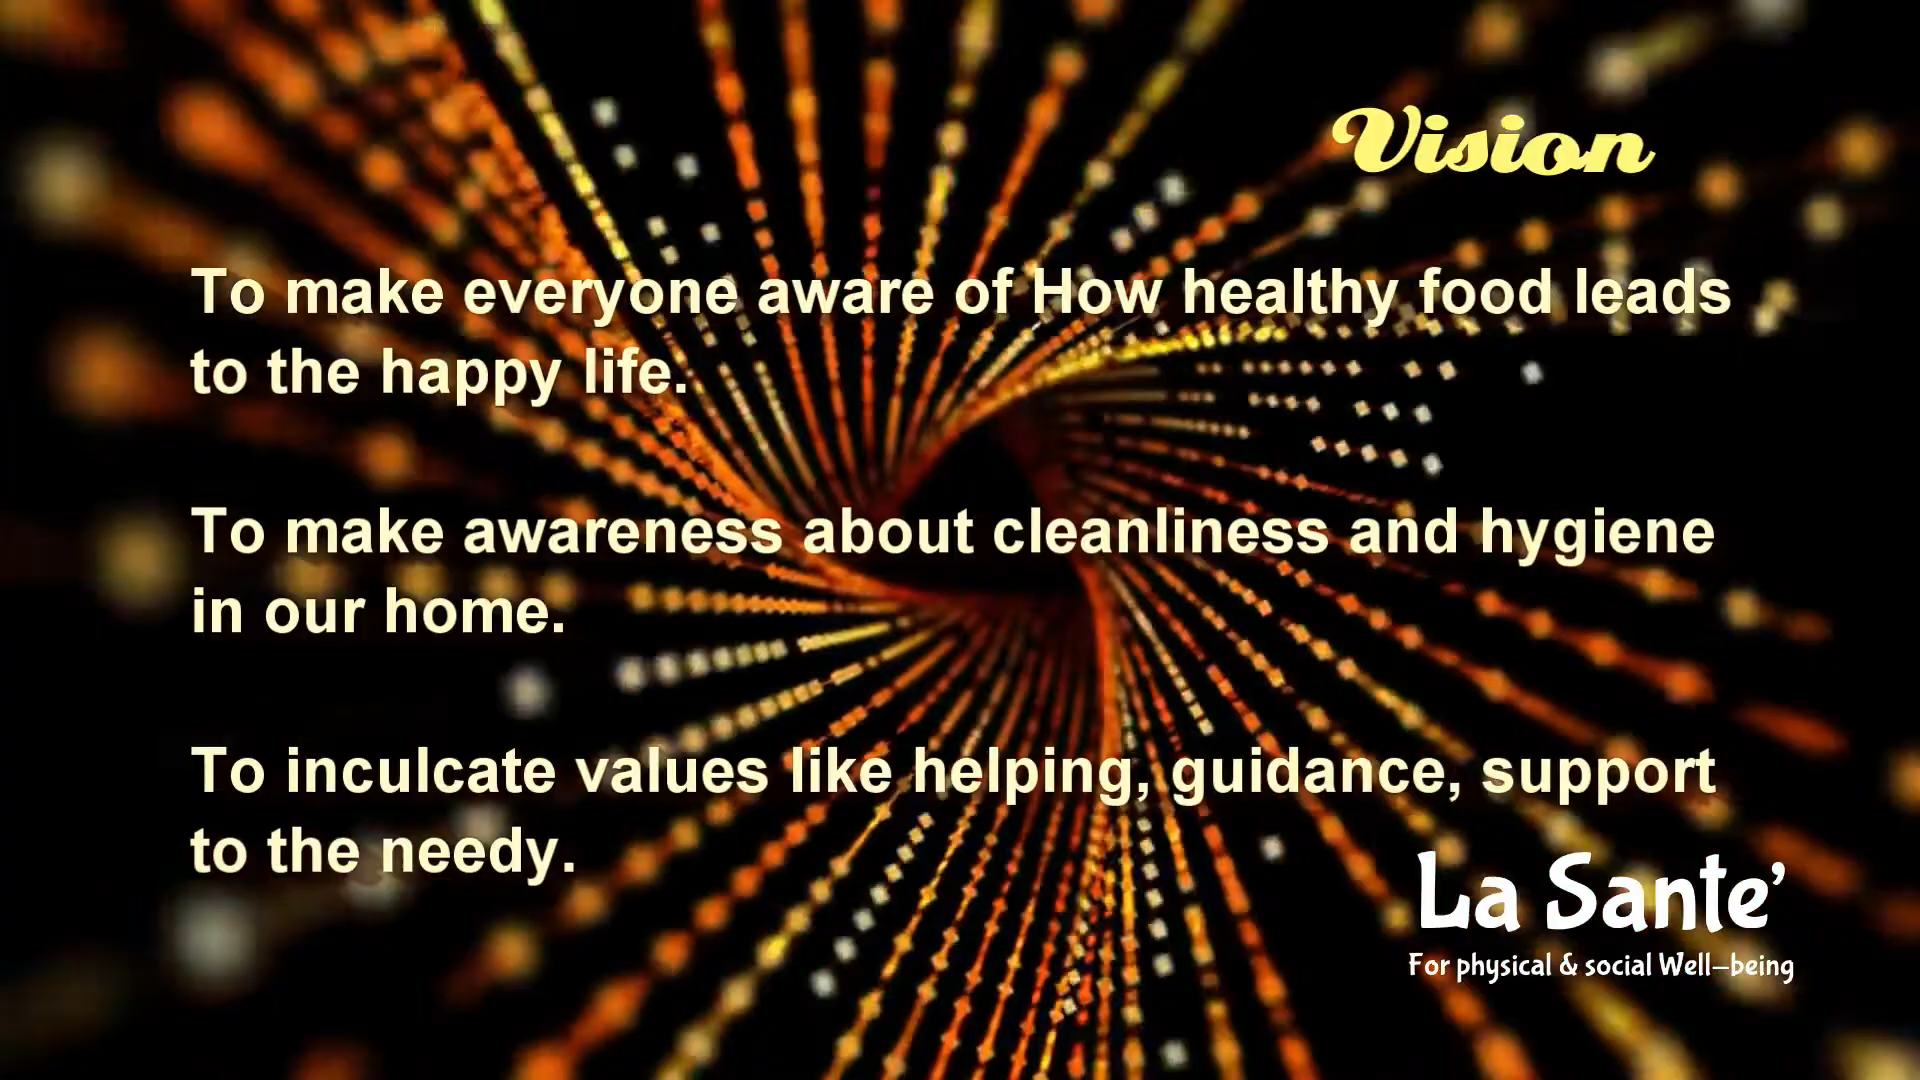 Vision
To make everyone aware of How healthy food leads
to the happy life.
To make awareness about cleanliness and hygiene
in our home.
To inculcate values like helping, guidance, support
to the needy.
La Sante’
For physical & social Well-being